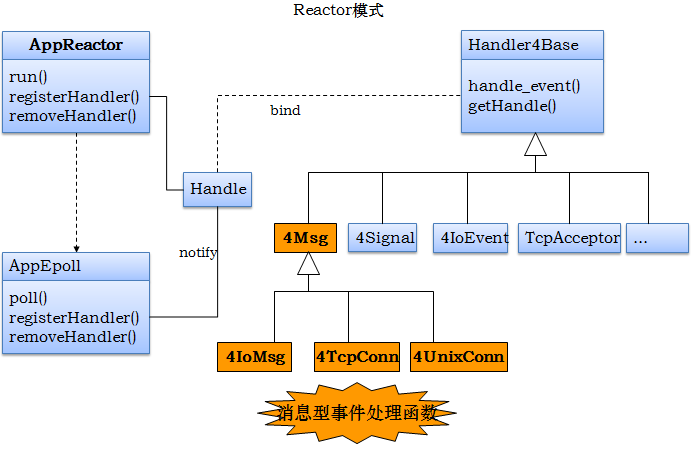 Reactor模式
AppReactor
run()
registerHandler()
removeHandler()
Handler4Base
handle_event()
getHandle()
bind
Handle
4Msg
4Signal
4IoEvent
TcpAcceptor
...
notify
AppEpoll
poll()
registerHandler()
removeHandler()
4IoMsg
4TcpConn
4UnixConn
消息型事件处理函数